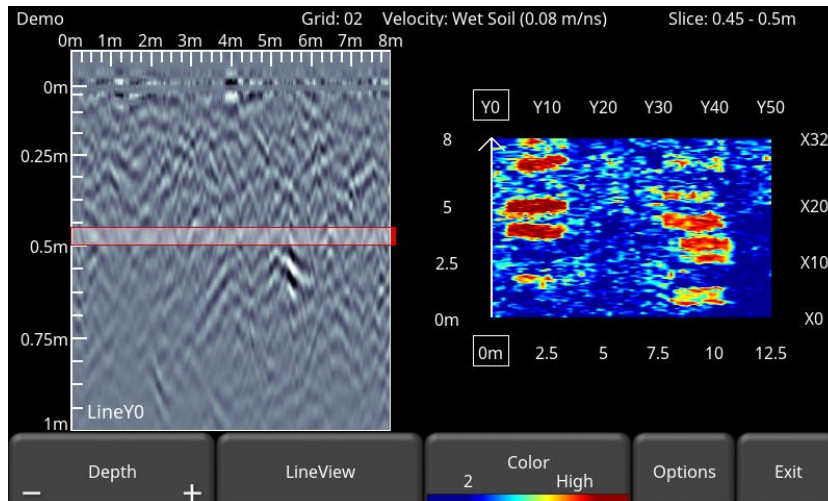 Demo Grid: 02 Velocity: Wet Soil (0.08 m/ns) Slice: 0.45 - 0.5m
0m 1m 2m 3m 4m 5m 6m 7m 8m
0m
0.25m
0.5m
0.75m
1m
LineY0
Y0 Y10 Y20 Y30 Y40 Y50
8 X32
5 X20
2.5 X10
0m X0
0m 2.5 5 7.5 10 12.5
Depth
− +
LineView
Color
2 High
Options
Exit